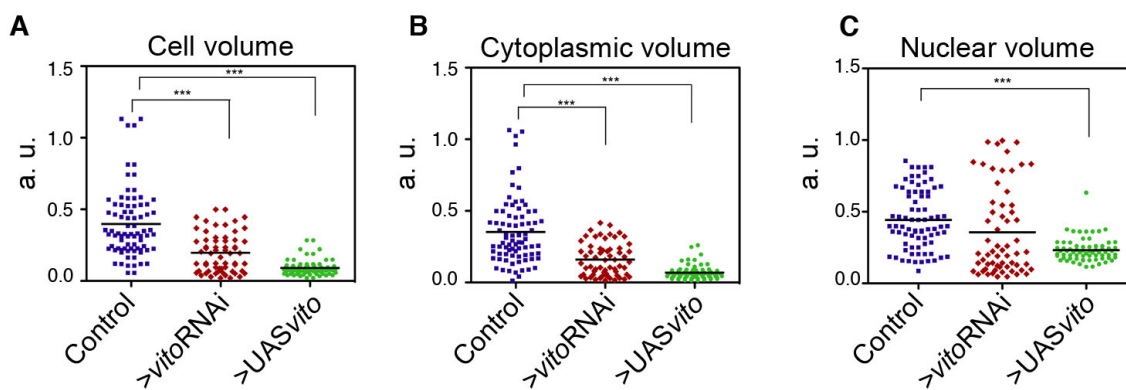 A
Cell volume
a. u.
1.5
1.0
0.5
0.0
***
***
Control
>vitoRNAi
>UASvito
B
Cytoplasmic volume
a. u.
1.5
1.0
0.5
0.0
***
***
Control
>vitoRNAi
>UASvito
C
Nuclear volume
a. u.
1.5
1.0
0.5
0.0
***
Control
>vitoRNAi
>UASvito